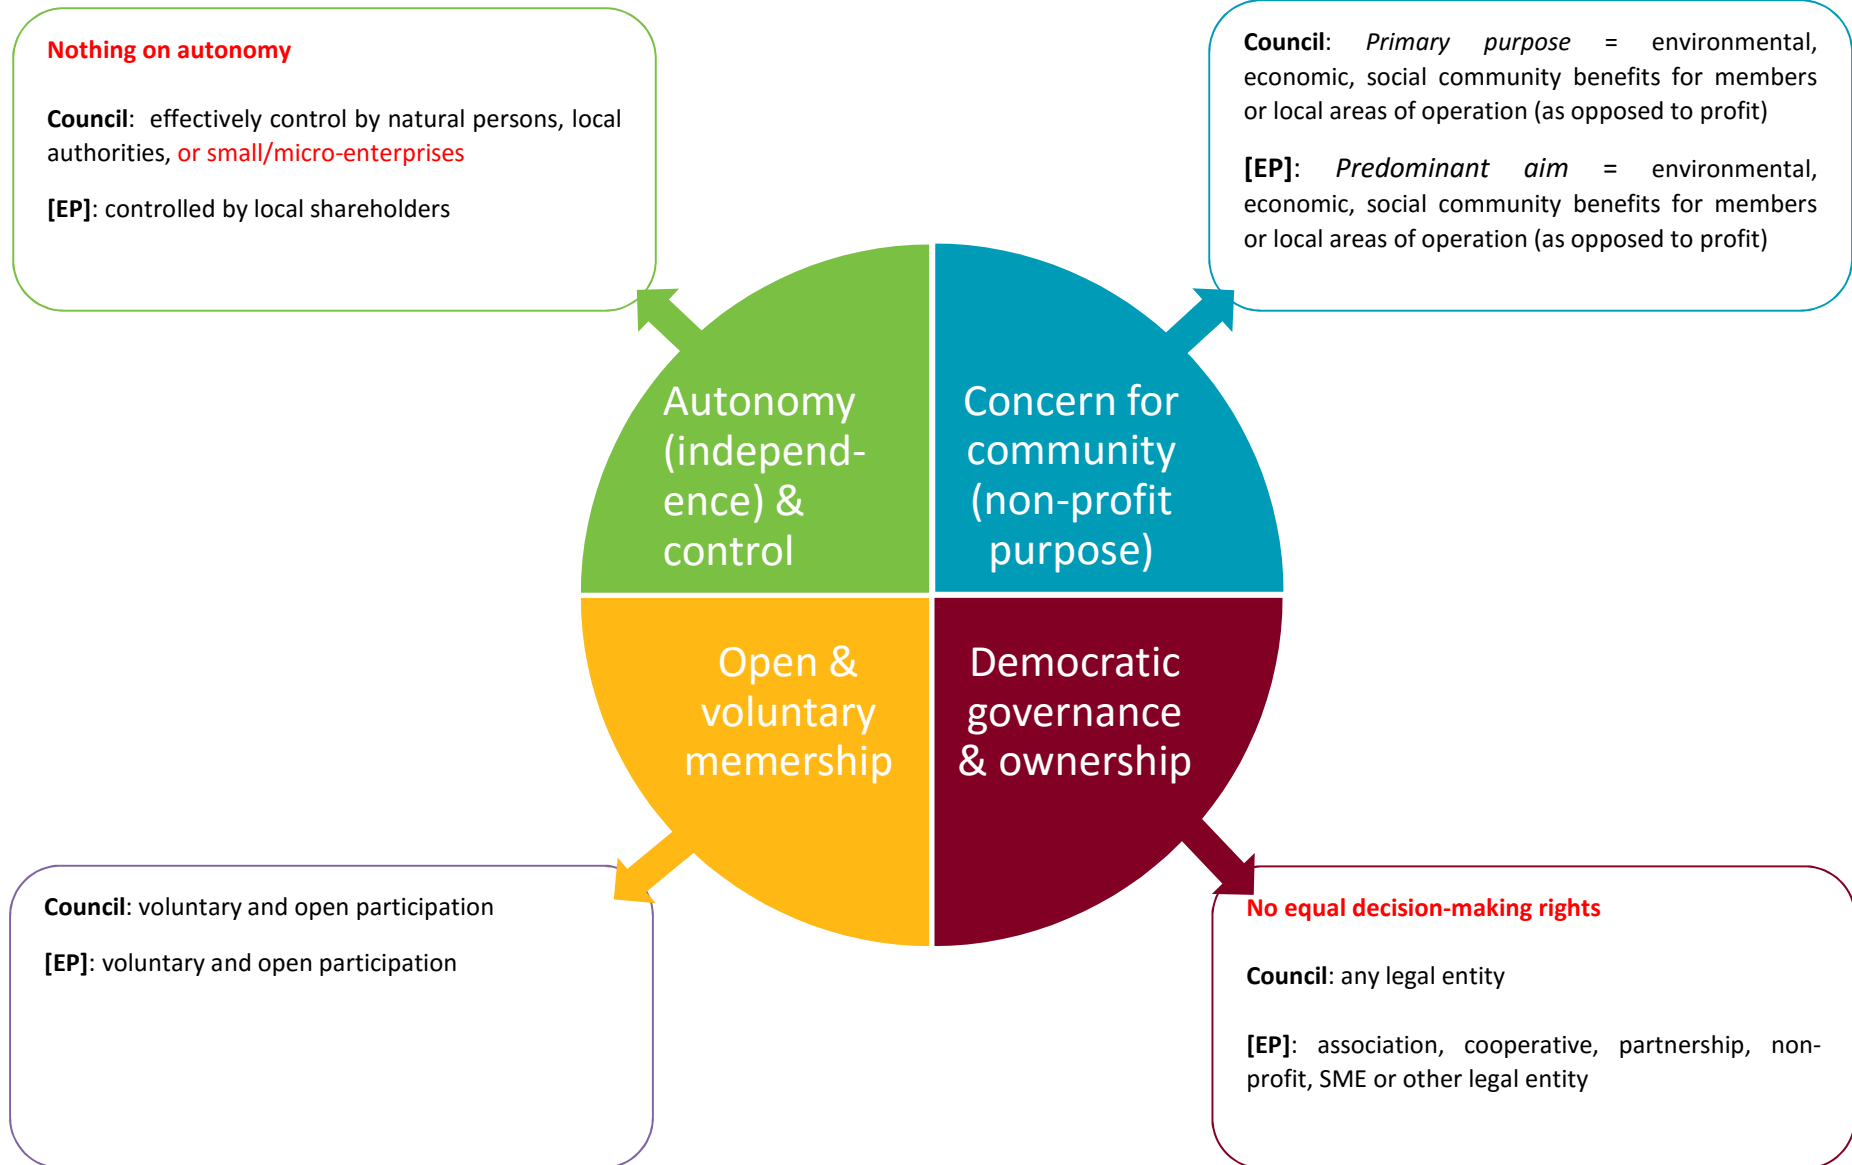 Nothing on autonomy
Council: effectively control by natural persons, local
authorities, or small/micro-enterprises
[EP]: controlled by local shareholders
Council: Primary purpose = environmental,
economic, social community benefits for members
or local areas of operation (as opposed to profit)
[EP]: Predominant aim = environmental,
economic, social community benefits for members
or local areas of operation (as opposed to profit)
Autonomy
(independ-
ence) &
control
Concern for
community
(non-profit
purpose)
Open &
voluntary
memership
Democratic
governance
& ownership
Council: voluntary and open participation
[EP]: voluntary and open participation
No equal decision-making rights
Council: any legal entity
[EP]: association, cooperative, partnership, non-
profit, SME or other legal entity